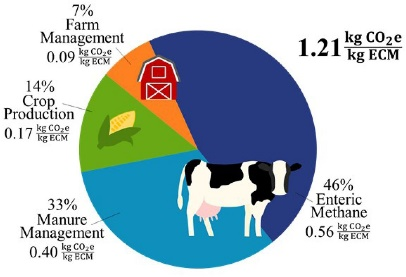 7%
Farm
Management
0.09 kg CO₂e/kg ECM
1.21 kg CO₂e/kg ECM
14%
Crop
Production
0.17 kg CO₂e/kg ECM
46%
Enteric
Methane
0.56 kg CO₂e/kg ECM
33%
Manure
Management
0.40 kg CO₂e/kg ECM